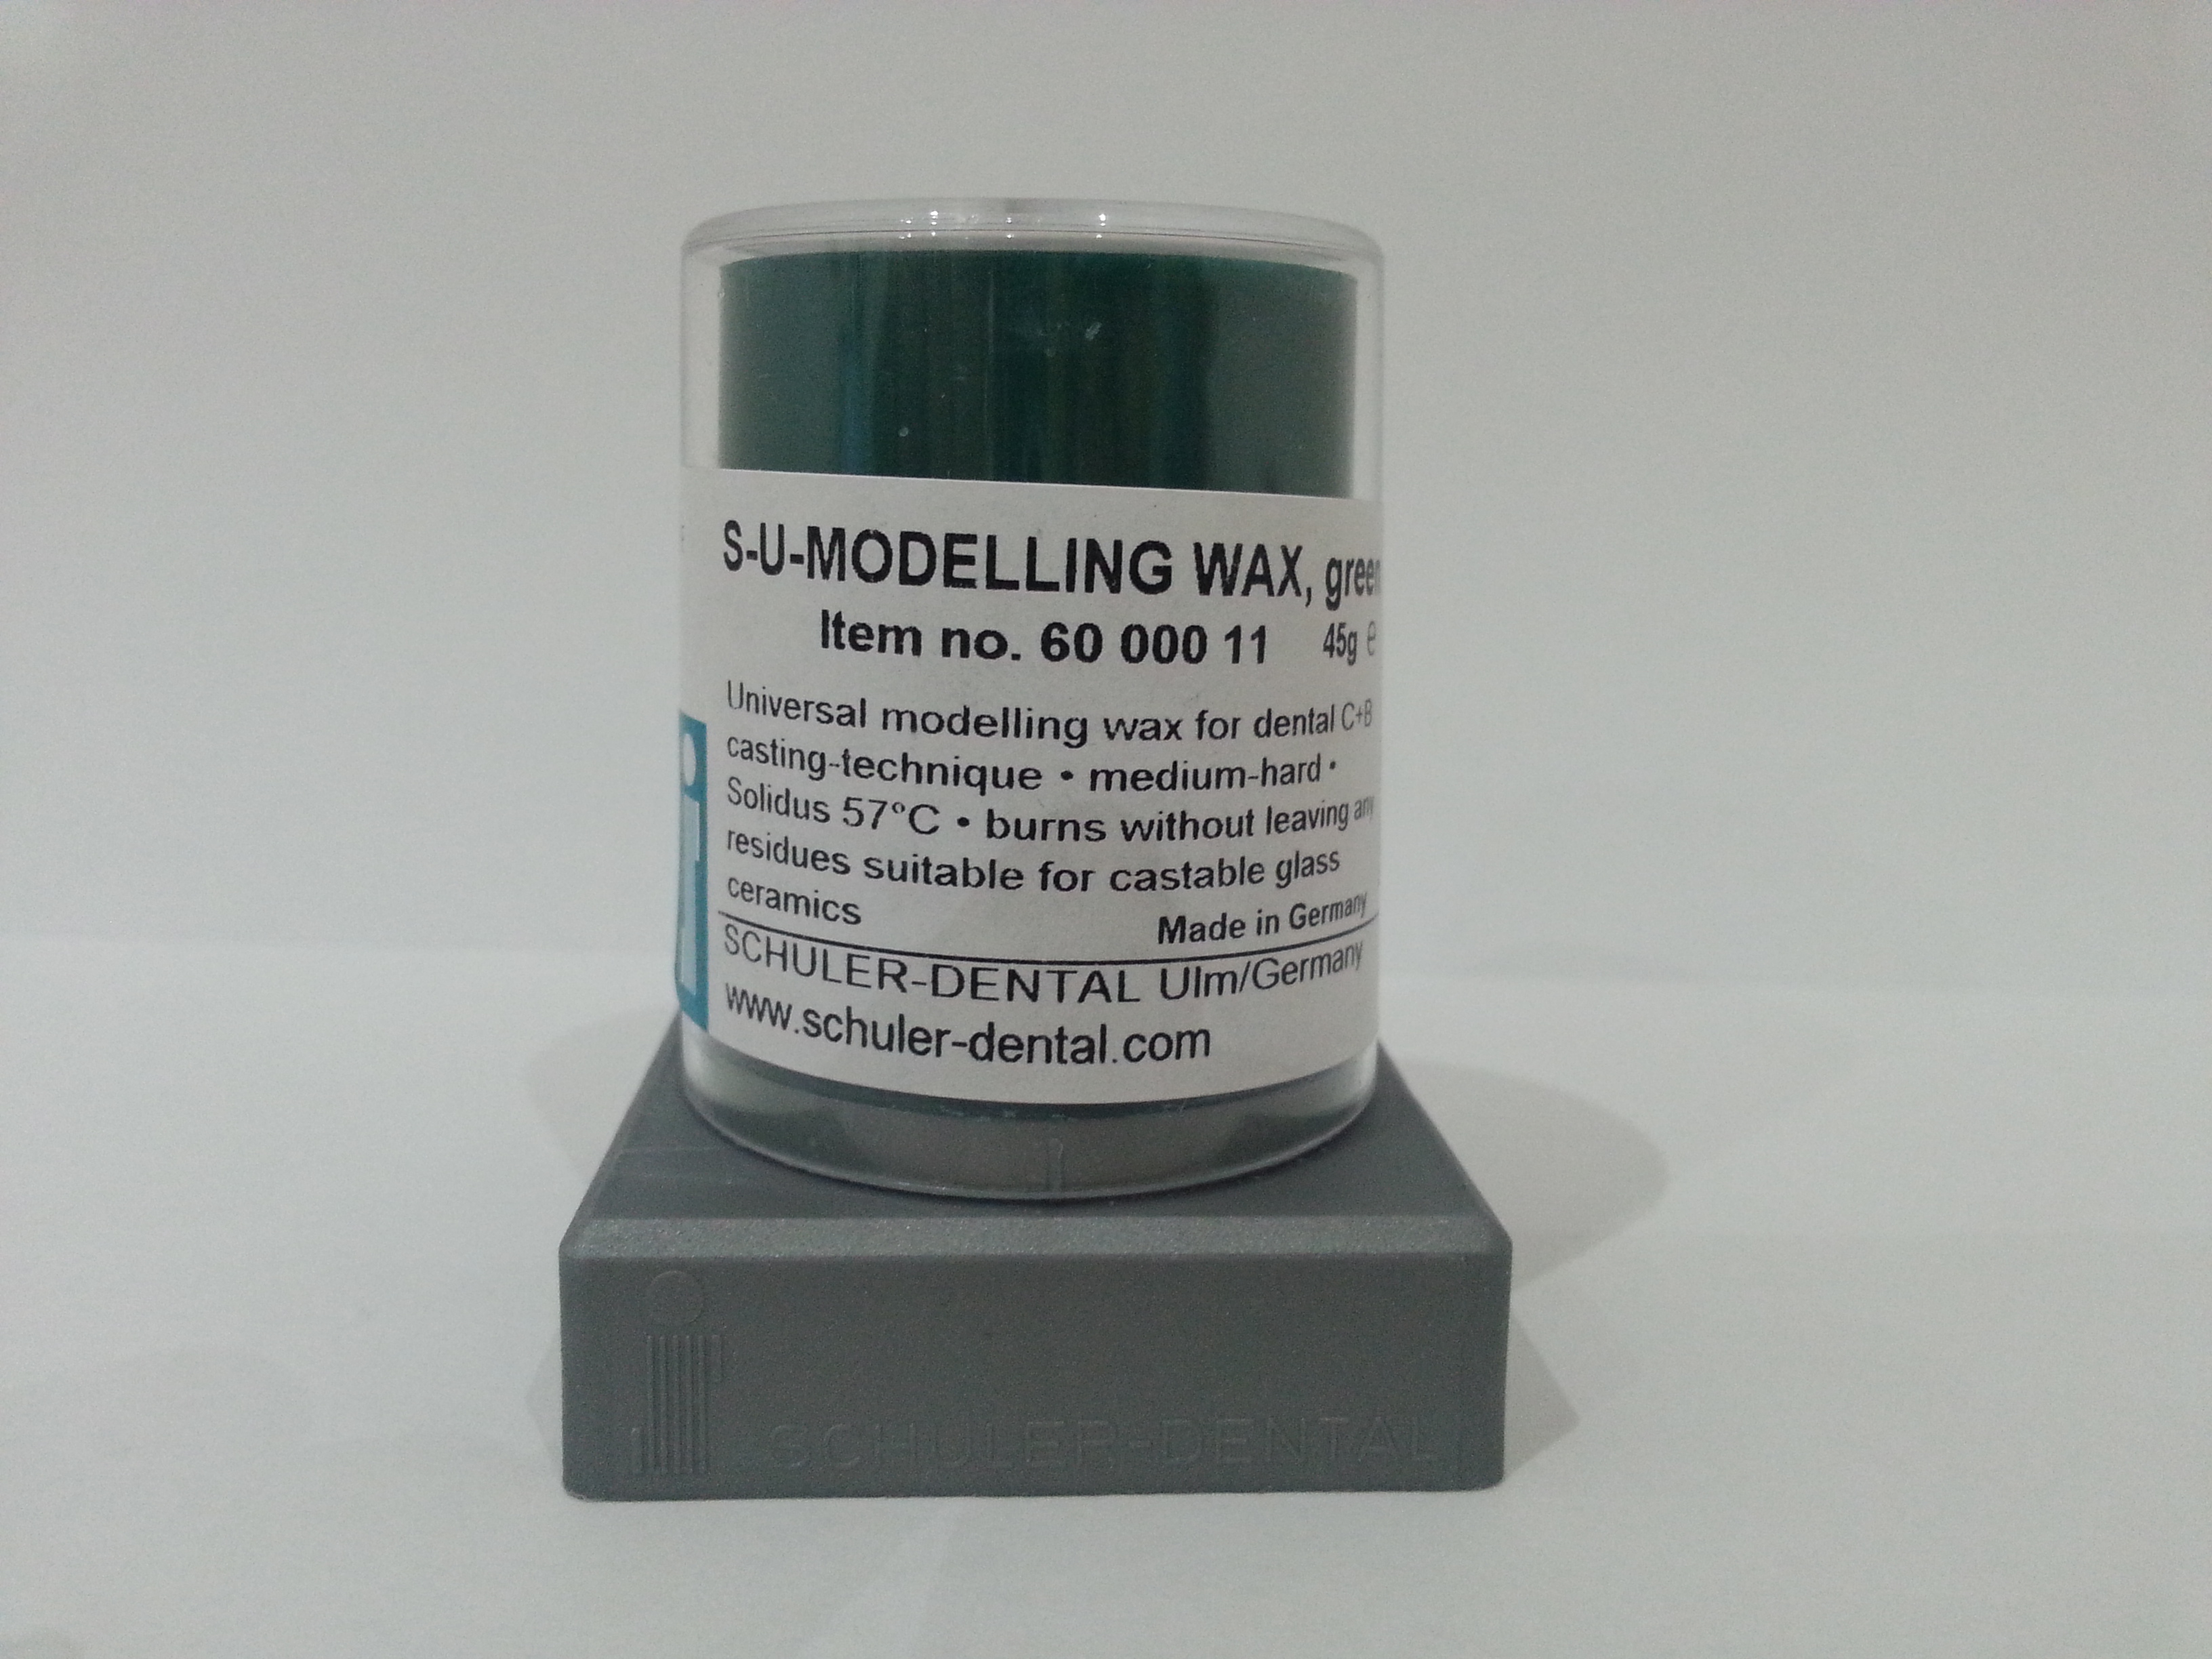 S-U-MODELLING WAX, green
Item no. 60 000 11 45g e
Universal modelling wax for dental C+B
casting-technique • medium-hard •
Solidus 57°C • burns without leaving any
residues suitable for castable glass
ceramics Made in Germany
SCHULER-DENTAL Ulm/Germany
www.schuler-dental.com
SCHULER-DENTAL